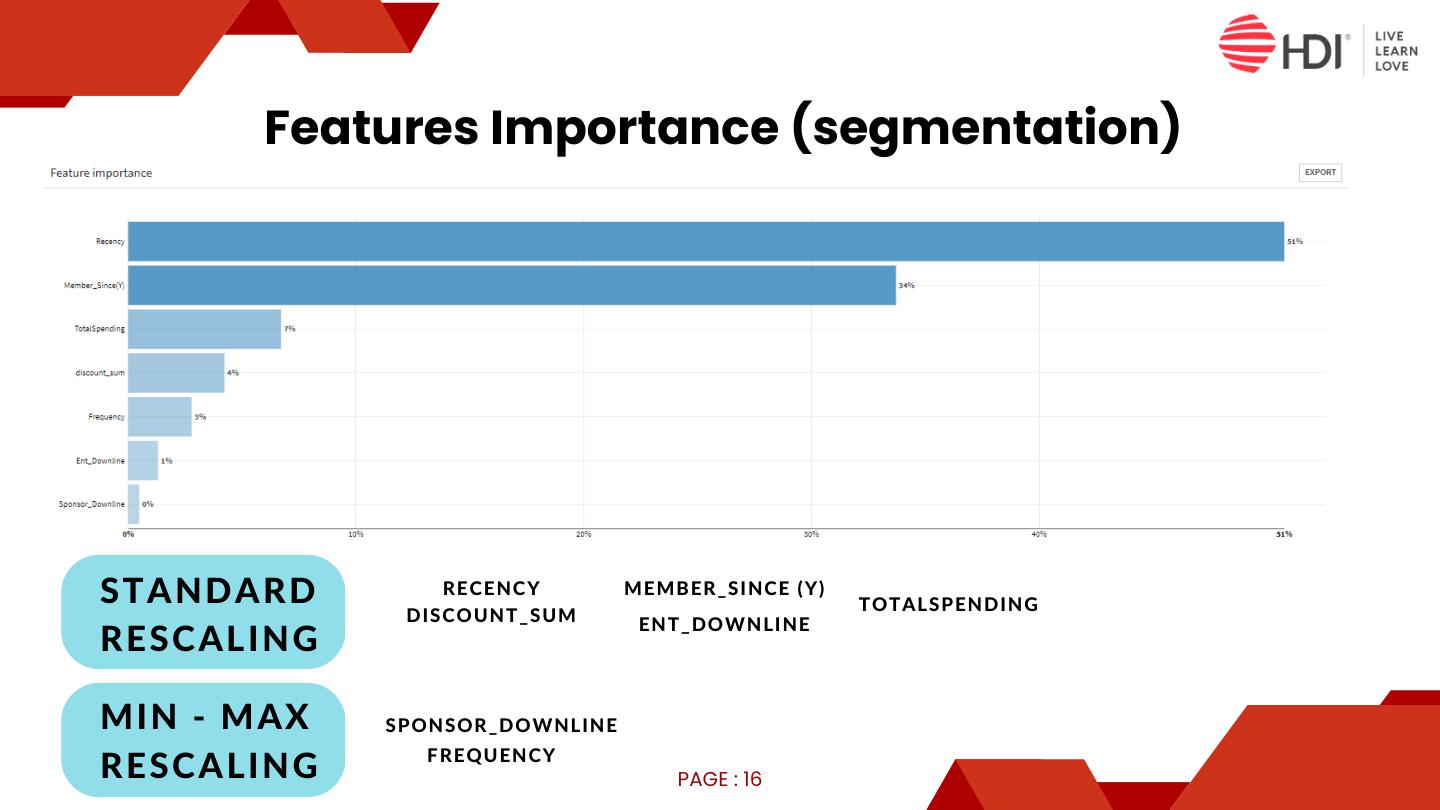 HDI®
LIVE
LEARN
LOVE
Features Importance (segmentation)
Feature importance
EXPORT
Recency
51%
Member_Since(Y)
34%
TotalSpending
7%
discount_sum
4%
Frequency
3%
Ent_Downline
1%
Sponsor_Downline
0%
0%
10%
20%
30%
40%
51%
STANDARD
RESCALING
RECENCY
DISCOUNT_SUM
MEMBER_SINCE (Y)
ENT_DOWNLINE
TOTALSPENDING
MIN - MAX
RESCALING
SPONSOR_DOWNLINE
FREQUENCY
PAGE : 16